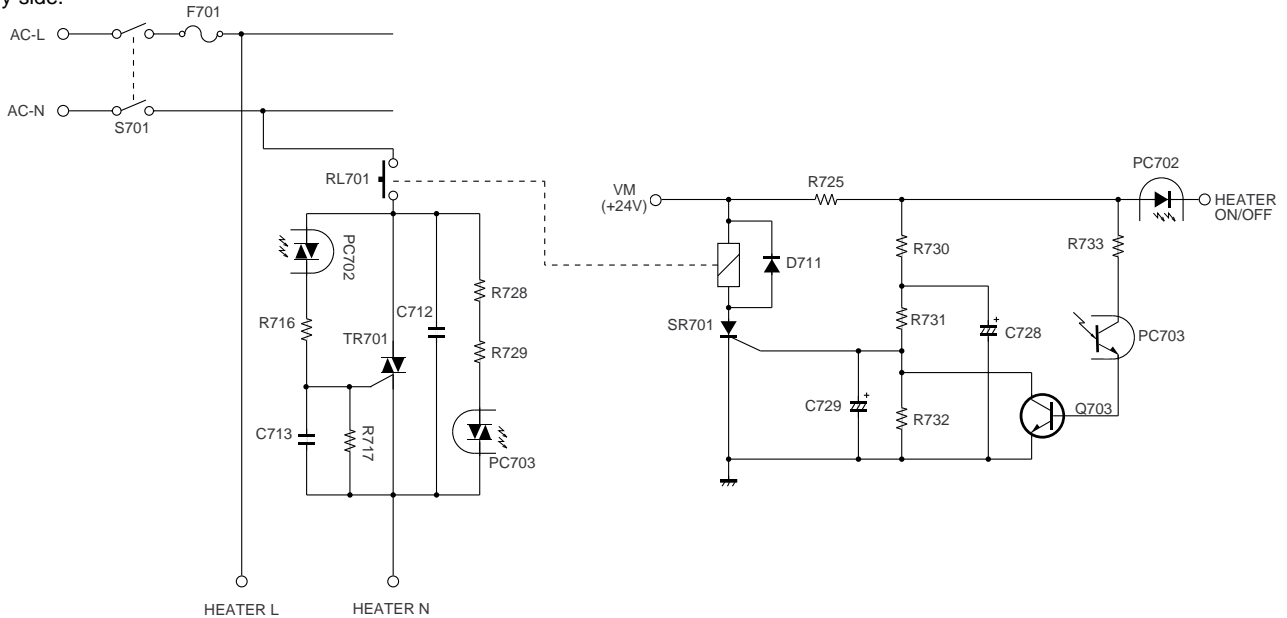 y side.
F701
AC-L
AC-N
S701
RL701
PC702
R716
TR701
C712
R728
R729
C713
R717
PC703
HEATER L
HEATER N
VM
(+24V)
R725
PC702
HEATER
ON/OFF
R730
R733
D711
SR701
R731
C728
+
PC703
C729
+
R732
Q703